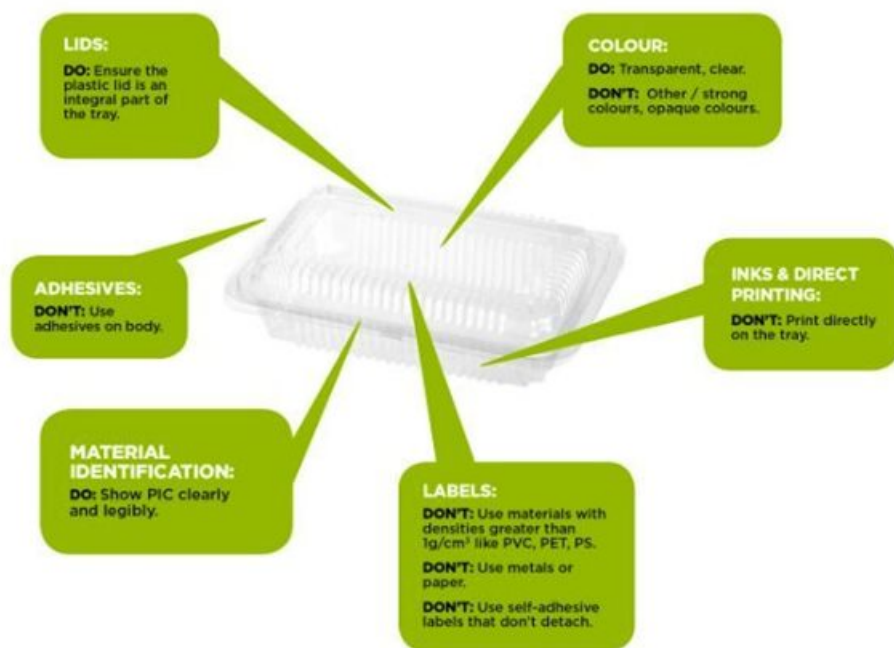 LIDS:
DO: Ensure the
plastic lid is an
integral part of
the tray.
COLOUR:
DO: Transparent, clear.
DON'T: Other / strong
colours, opaque colours.
ADHESIVES:
DON'T: Use
adhesives on body.
INKS & DIRECT
PRINTING:
DON'T: Print directly
on the tray.
MATERIAL
IDENTIFICATION:
DO: Show PIC clearly
and legibly.
LABELS:
DON'T: Use materials with
densities greater than
1g/cm³ like PVC, PET, PS.
DON'T: Use metals or
paper.
DON'T: Use self-adhesive
labels that don't detach.